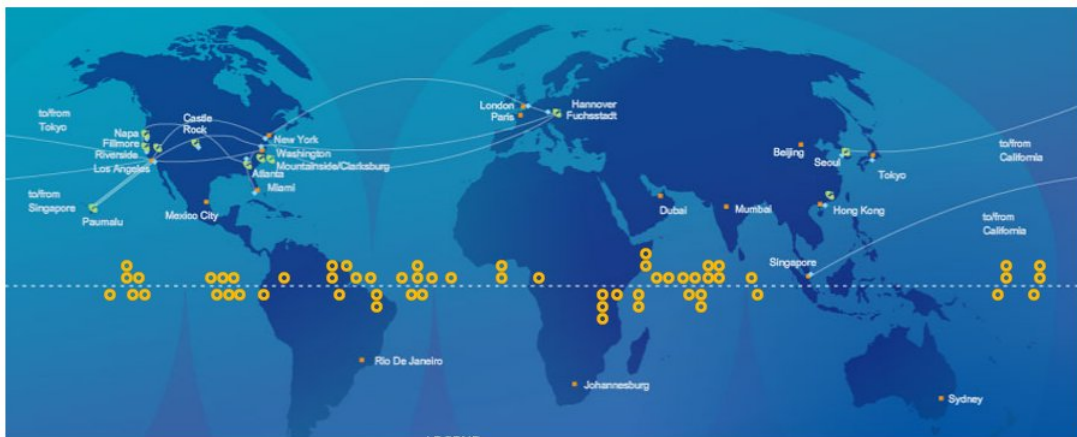 to/from
Tokyo
Napa
Fillmore
Riverside
Los Angeles
Castle
Rock
New York
Washington
Mountainside/Clarksburg
Atlanta
Miami
to/from
Singapore
Paumalu
Mexico City
London
Paris
Hannover
Fuchsstadt
Beijing
Seoul
Tokyo
to/from
California
Dubai
Mumbai
Hong Kong
to/from
California
Singapore
Rio De Janeiro
Johannesburg
Sydney